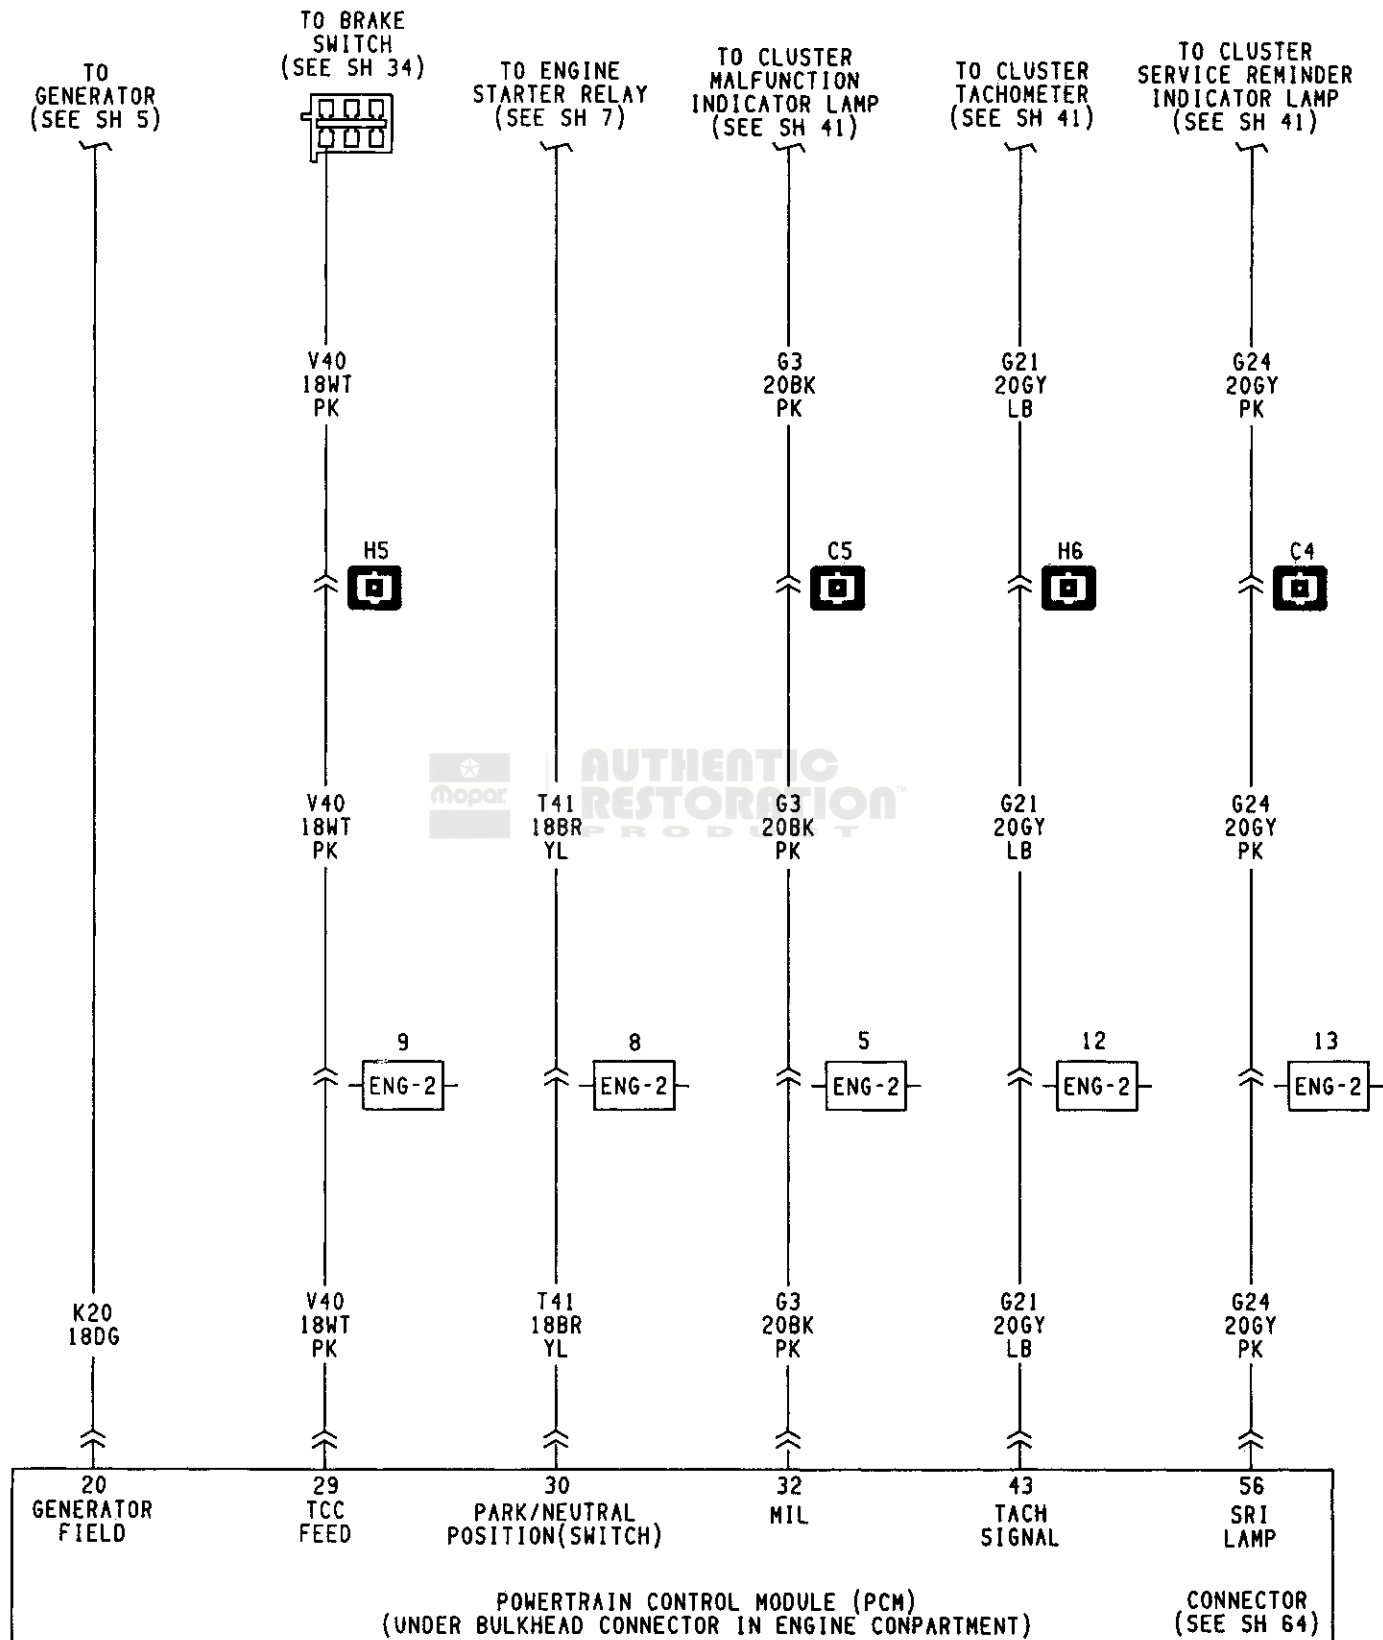 TO
GENERATOR
(SEE SH 5)
TO BRAKE
SWITCH
(SEE SH 34)
TO ENGINE
STARTER RELAY
(SEE SH 7)
TO CLUSTER
MALFUNCTION
INDICATOR LAMP
(SEE SH 41)
TO CLUSTER
TACHOMETER
(SEE SH 41)
TO CLUSTER
SERVICE REMINDER
INDICATOR LAMP
(SEE SH 41)
V40
18WT
PK
G3
20BK
PK
G21
20GY
LB
G24
20GY
PK
H5
C5
H6
C4
Mopar
AUTHENTIC
RESTORATION™
PRODUCT
V40
18WT
PK
T41
18BR
YL
G3
20BK
PK
G21
20GY
LB
G24
20GY
PK
9
ENG-2
8
ENG-2
5
ENG-2
12
ENG-2
13
ENG-2
K20
18DG
V40
18WT
PK
T41
18BR
YL
G3
20BK
PK
G21
20GY
LB
G24
20GY
PK
20
GENERATOR
FIELD
29
TCC
FEED
30
PARK/NEUTRAL
POSITION(SWITCH)
32
MIL
43
TACH
SIGNAL
56
SRI
LAMP
POWERTRAIN CONTROL MODULE (PCM)
(UNDER BULKHEAD CONNECTOR IN ENGINE CONPARTMENT)
CONNECTOR
(SEE SH 64)